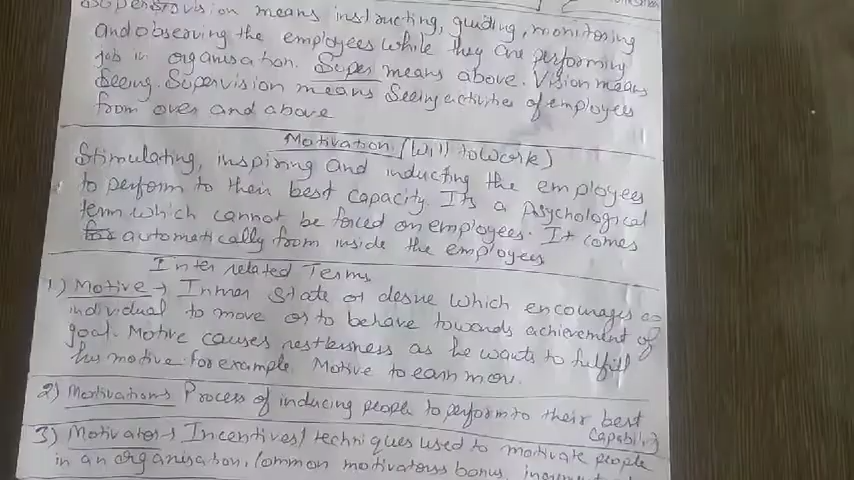 Supervision means instructing, guiding, monitoring
and observing the employees while they are performing
job in organisation. Super means above. Vision means
Seeing. Supervision means Seeing activities of employees
from over and above
Motivation (Will to work)
Stimulating, inspiring and inducting the employees
to perform to their best capacity. Its a Psychological
term which cannot be forced on employees. It comes
automatically from inside the employees
Inter related Terms
1) Motive → Inner State of desire which encourages an
individual to move or to behave towards achievement of
goal. Motive causes restlessness as he wants to fulfill
his motive for example. Motive to earn more.
2) Motivation → Process of inducing people to perform to their best
capability
3) Motivator → Incentives/techniques used to motivate people
in an organisation. Common motivators bonus,